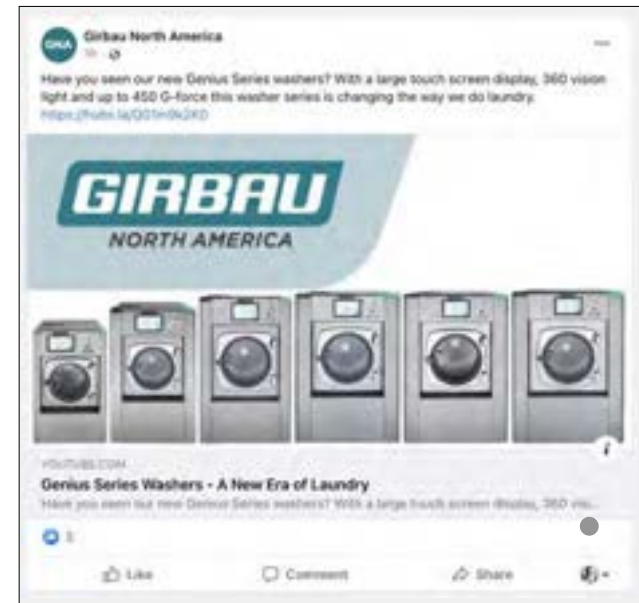 Girbau North America
Have you seen our new Genius Series washers? With a large touch screen display, 360 vision
light and up to 450 G-force this washer series is changing the way we do laundry.
GIRBAU
NORTH AMERICA
YOUTUBE.COM
Genius Series Washers - A New Era of Laundry
Have you seen our new Genius Series washers? With a large touch screen display, 360 vis...
Like
Comment
Share